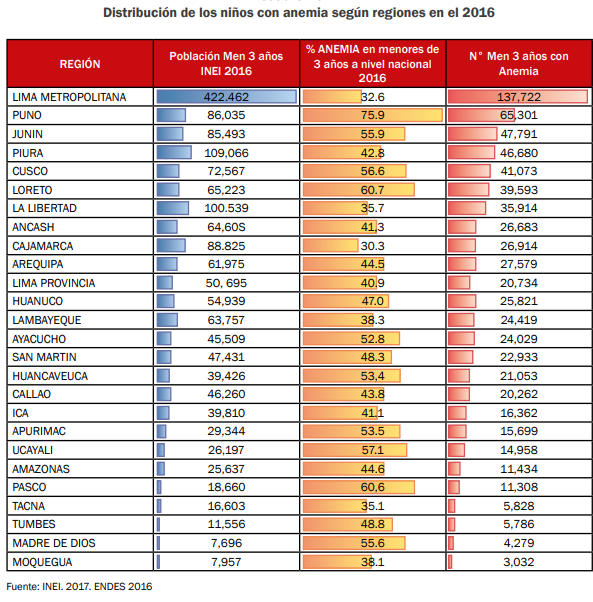 Distribución de los niños con anemia según regiones en el 2016
REGIÓN Población Men 3 años INEI 2016 % ANEMIA en menores de 3 años a nivel nacional 2016 N° Men 3 años con Anemia
LIMA METROPOLITANA 422.462 32.6 137,722
PUNO 86,035 75.9 65,301
JUNIN 85,493 55.9 47,791
PIURA 109,066 42.8 46,680
CUSCO 72,567 56.6 41,073
LORETO 65,223 60.7 39,593
LA LIBERTAD 100.539 35.7 35,914
ANCASH 64,60S 41,3 26,683
CAJAMARCA 88.825 30.3 26,914
AREQUIPA 61,975 44.5 27,579
LIMA PROVINCIA 50, 695 40,9 20,734
HUANUCO 54,939 47.0 25,821
LAMBAYEQUE 63,757 38.3 24,419
AYACUCHO 45,509 52.8 24,029
SAN MARTIN 47,431 48.3 22,933
HUANCAVEUCA 39,426 53,4 21,053
CALLAO 46,260 43.8 20,262
ICA 39,810 41.1 16,362
APURIMAC 29,344 53.5 15,699
UCAYALI 26,197 57.1 14,958
AMAZONAS 25,637 44.6 11,434
PASCO 18,660 60.6 11,308
TACNA 16,603 35.1 5,828
TUMBES 11,556 48.8 5,786
MADRE DE DIOS 7,696 55.6 4,279
MOQUEGUA 7,957 38.1 3,032
Fuente: INEI. 2017. ENDES 2016